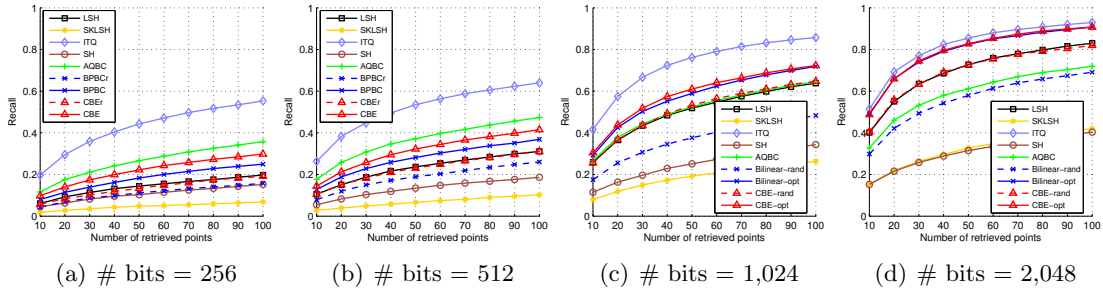 1
0.8
0.6
0.4
0.2
0
Recall
LSH
SKLSH
ITQ
SH
AQBC
BPBCr
BPBC
CBEr
CBE
10 20 30 40 50 60 70 80 90 100
Number of retrieved points
(a) # bits = 256
1
0.8
0.6
0.4
0.2
0
Recall
LSH
SKLSH
ITQ
SH
AQBC
BPBCr
BPBC
CBEr
CBE
10 20 30 40 50 60 70 80 90 100
Number of retrieved points
(b) # bits = 512
1
0.8
0.6
0.4
0.2
0
Recall
LSH
SKLSH
ITQ
SH
AQBC
Bilinear-rand
Bilinear-opt
CBE-rand
CBE-opt
10 20 30 40 50 60 70 80 90 100
Number of retrieved points
(c) # bits = 1,024
1
0.8
0.6
0.4
0.2
0
Recall
LSH
SKLSH
ITQ
SH
AQBC
Bilinear-rand
Bilinear-opt
CBE-rand
CBE-opt
10 20 30 40 50 60 70 80 90 100
Number of retrieved points
(d) # bits = 2,048